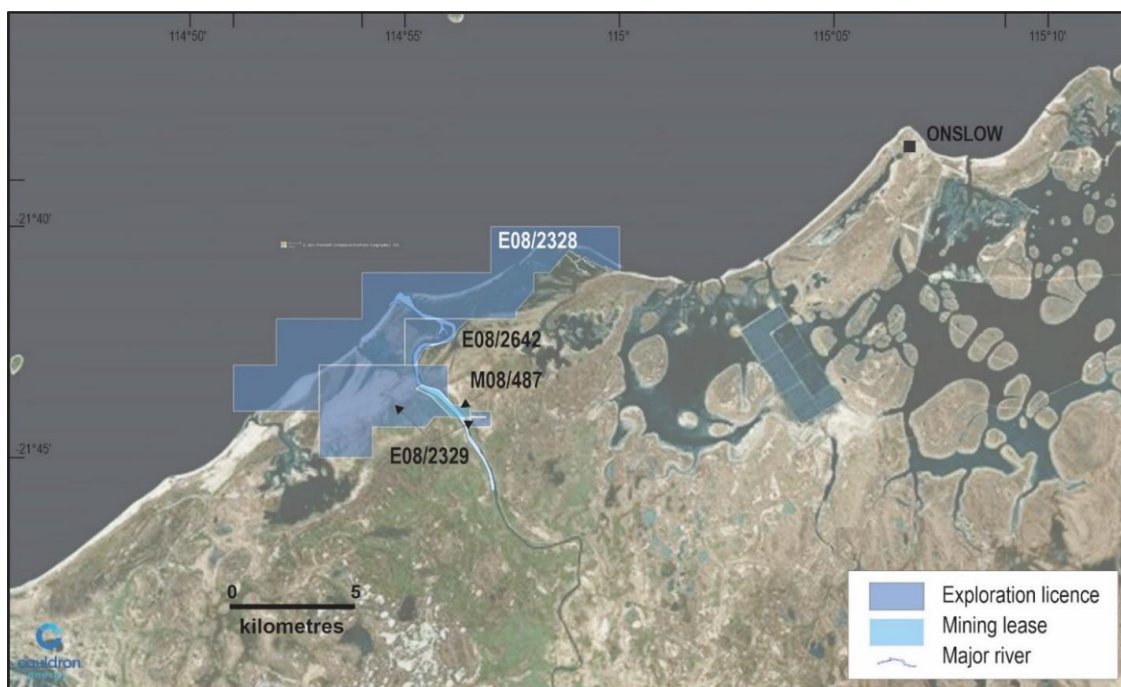 114°50'
114°55'
115°
115°05'
115°10'
ONSLOW
-21°40'
E08/2328
E08/2642
M08/487
-21°45'
E08/2329
0 5
kilometres
Exploration licence
Mining lease
Major river
cauldron
energy